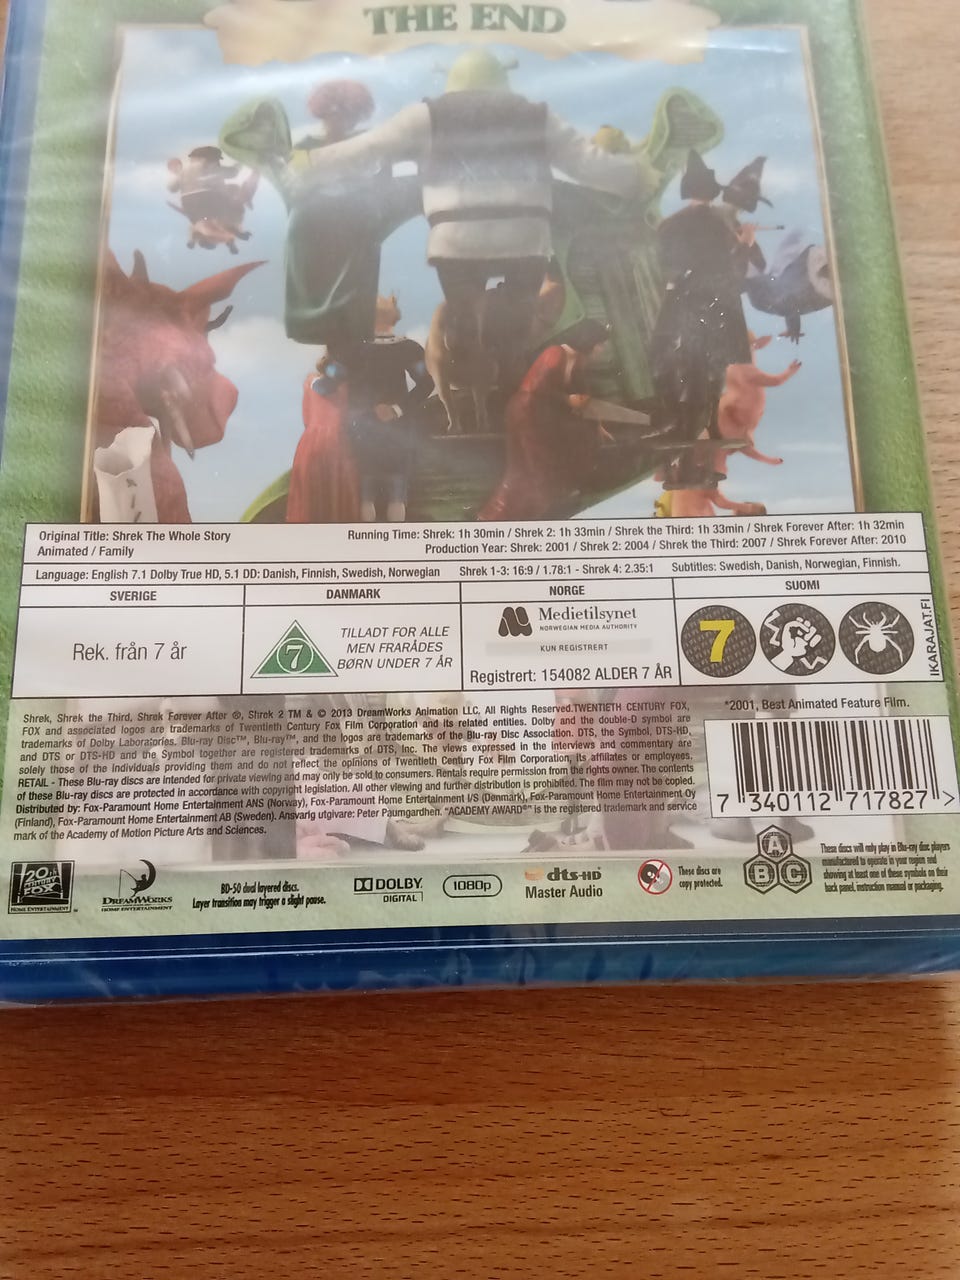 THE END
Original Title: Shrek The Whole Story
Animated / Family
Running Time: Shrek: 1h 30min / Shrek 2: 1h 33min / Shrek the Third: 1h 33min / Shrek Forever After: 1h 32min
Production Year: Shrek: 2001 / Shrek 2: 2004 / Shrek the Third: 2007 / Shrek Forever After: 2010
Language: English 7.1 Dolby True HD, 5.1 DD: Danish, Finnish, Swedish, Norwegian
Shrek 1-3: 16:9 / 1.78:1 - Shrek 4: 2.35:1
Subtitles: Swedish, Danish, Norwegian, Finnish.
SVERIGE
Rek. från 7 år
DANMARK
7
TILLADT FOR ALLE
MEN FRARÅDES
BØRN UNDER 7 ÅR
NORGE
Medietilsynet
NORWEGIAN MEDIA AUTHORITY
KUN REGISTRERT
Registrert: 154082 ALDER 7 ÅR
SUOMI
7
IKARAJAT.FI
Shrek, Shrek the Third, Shrek Forever After ®, Shrek 2 TM & © 2013 DreamWorks Animation LLC, All Rights Reserved.TWENTIETH CENTURY FOX,
FOX and associated logos are trademarks of Twentieth Century Fox Film Corporation and its related entities. Dolby and the double-D symbol are
trademarks of Dolby Laboratories. Blu-ray Disc™, Blu-ray™, and the logos are trademarks of the Blu-ray Disc Association. DTS, the Symbol, DTS-HD,
and DTS or DTS-HD and the Symbol together are registered trademarks of DTS, Inc. The views expressed in the interviews and commentary are
solely those of the individuals providing them and do not reflect the opinions of Twentieth Century Fox Film Corporation, its affiliates or employees.
RETAIL - These Blu-ray discs are intended for private viewing and may only be sold to consumers. Rentals require permission from the rights owner. The contents
of these Blu-ray discs are protected in accordance with copyright legislation. All other viewing and further distribution is prohibited. The film may not be copied.
Distributed by: Fox-Paramount Home Entertainment ANS (Norway), Fox-Paramount Home Entertainment I/S (Denmark), Fox-Paramount Home Entertainment Oy
(Finland), Fox-Paramount Home Entertainment AB (Sweden). Ansvarig utgivare: Peter Paumgardhen. "ACADEMY AWARD®" is the registered trademark and service
mark of the Academy of Motion Picture Arts and Sciences.
*2001, Best Animated Feature Film.
7 340112 717827 >
20th
CENTURY
FOX
HOME ENTERTAINMENT
DREAMWORKS
HOME ENTERTAINMENT
BD-50 dual layered discs.
Layer transition may trigger a slight pause.
DOLBY
DIGITAL
1080p
dts-HD
Master Audio
These discs are
copy protected.
A
B C
These discs will only play in Blu-ray disc players
manufactured to operate in your region and
showing at least one of these symbols on their
back panel, instruction manual or packaging.